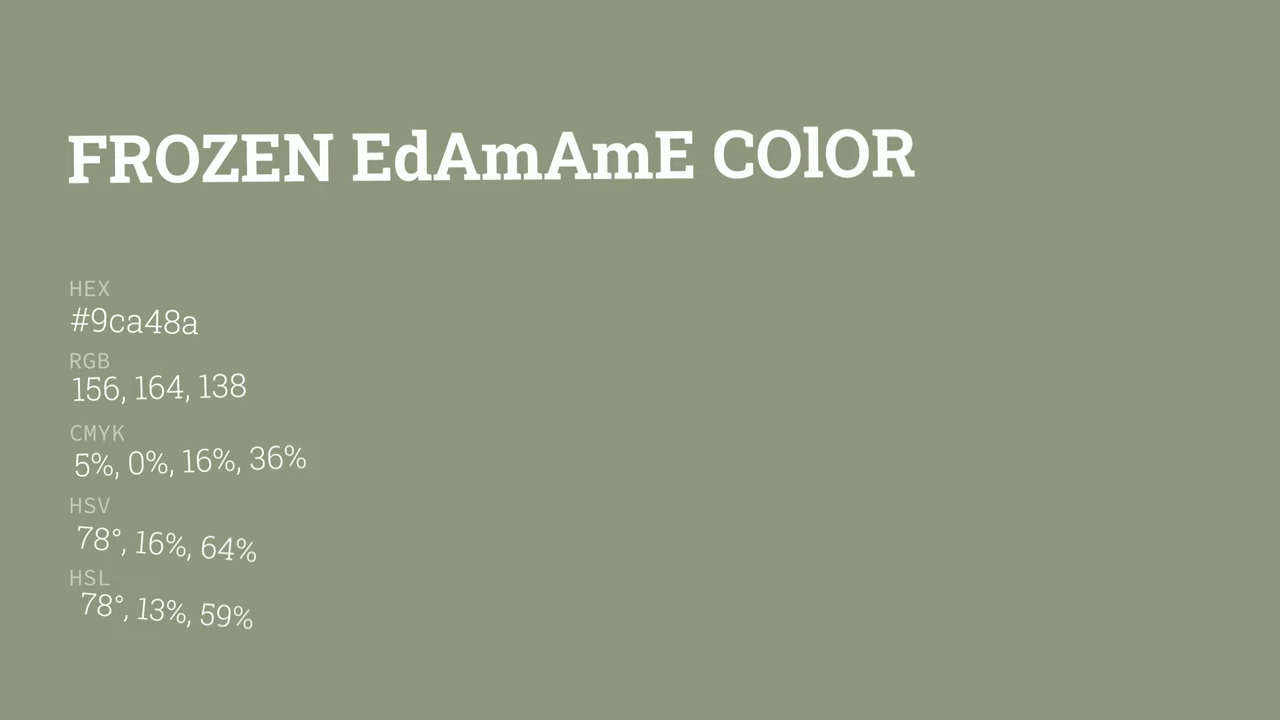 FROZEN EdAmAmE COlOR
HEX
#9ca48a
RGB
156, 164, 138
CMYK
5%, 0%, 16%, 36%
HSV
78°, 16%, 64%
HSL
78°, 13%, 59%